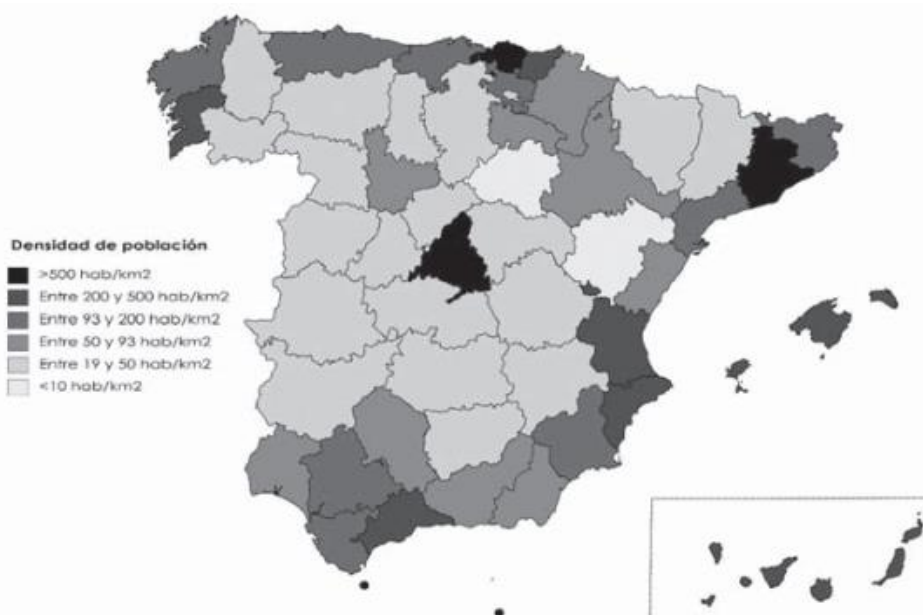 Densidad de población
>500 hab/km2
Entre 200 y 500 hab/km2
Entre 93 y 200 hab/km2
Entre 50 y 93 hab/km2
Entre 19 y 50 hab/km2
<10 hab/km2